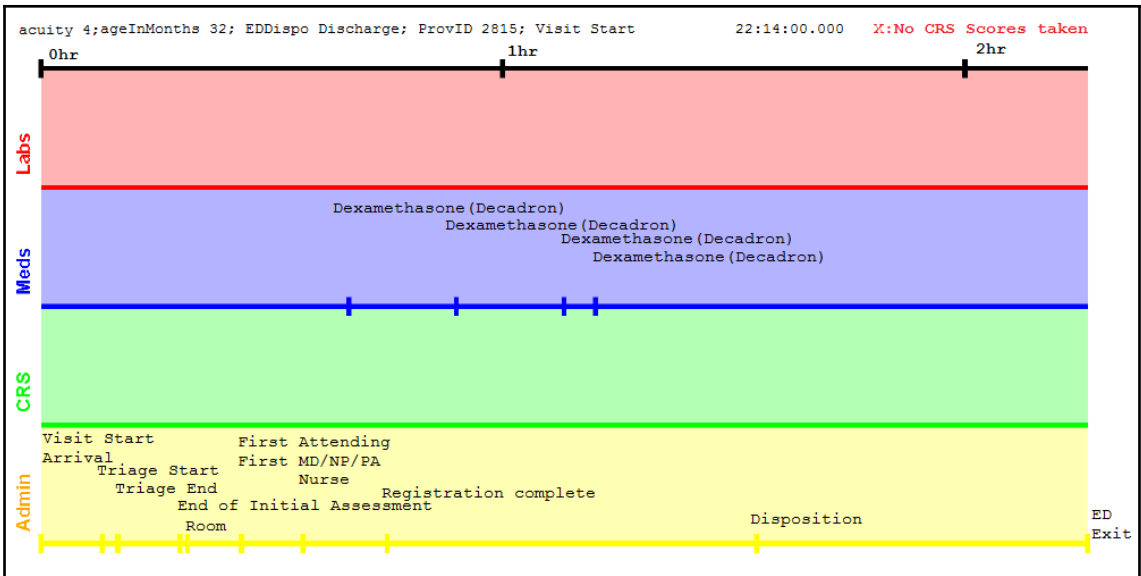 acuity 4;ageInMonths 32; EDDispo Discharge; ProvID 2815; Visit Start 22:14:00.000 X:No CRS Scores taken
0hr 1hr 2hr
Labs
Meds
Dexamethasone(Decadron)
Dexamethasone(Decadron)
Dexamethasone(Decadron)
Dexamethasone(Decadron)
CRS
Admin
Visit Start
Arrival
Triage Start
Triage End
End of Initial Assessment
Room
First Attending
First MD/NP/PA
Nurse
Registration complete
Disposition
ED
Exit